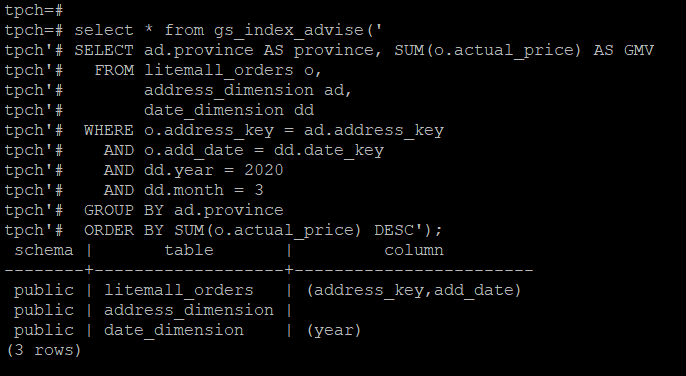 tpch=#
tpch=# select * from gs_index_advise('
tpch'# SELECT ad.province AS province, SUM(o.actual_price) AS GMV
tpch'#   FROM litemall_orders o,
tpch'#        address_dimension ad,
tpch'#        date_dimension dd
tpch'#  WHERE o.address_key = ad.address_key
tpch'#    AND o.add_date = dd.date_key
tpch'#    AND dd.year = 2020
tpch'#    AND dd.month = 3
tpch'#  GROUP BY ad.province
tpch'#  ORDER BY SUM(o.actual_price) DESC');
 schema |       table       |         column
--------+-------------------+------------------------
 public | litemall_orders   | (address_key,add_date)
 public | address_dimension |
 public | date_dimension    | (year)
(3 rows)